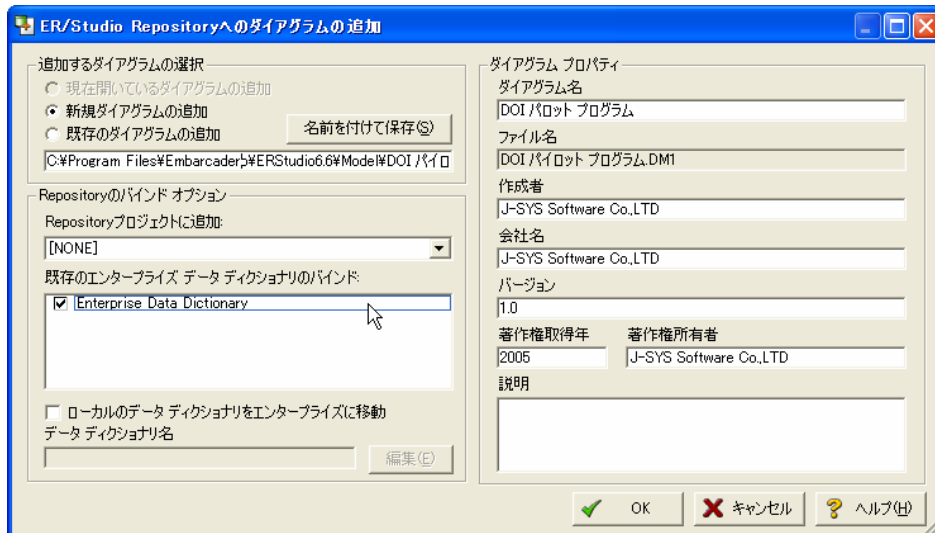 ER/Studio Repositoryへのダイアグラムの追加
追加するダイアグラムの選択
現在開いているダイアグラムの追加
新規ダイアグラムの追加
既存のダイアグラムの追加
名前を付けて保存(S)
C:¥Program Files¥Embarcadero¥ERStudio6.6¥Model¥DOI パイロ
Repositoryのバインド オプション
Repositoryプロジェクトに追加:
[NONE]
既存のエンタープライズ データ ディクショナリのバインド:
Enterprise Data Dictionary
ローカルのデータ ディクショナリをエンタープライズに移動
データ ディクショナリ名
編集(E)
ダイアグラム プロパティ
ダイアグラム名
DOI パロット プログラム
ファイル名
DOI パイロット プログラム.DM1
作成者
J-SYS Software Co.,LTD
会社名
J-SYS Software Co.,LTD
バージョン
1.0
著作権取得年 著作権所有者
2005 J-SYS Software Co.,LTD
説明
OK キャンセル ヘルプ(H)